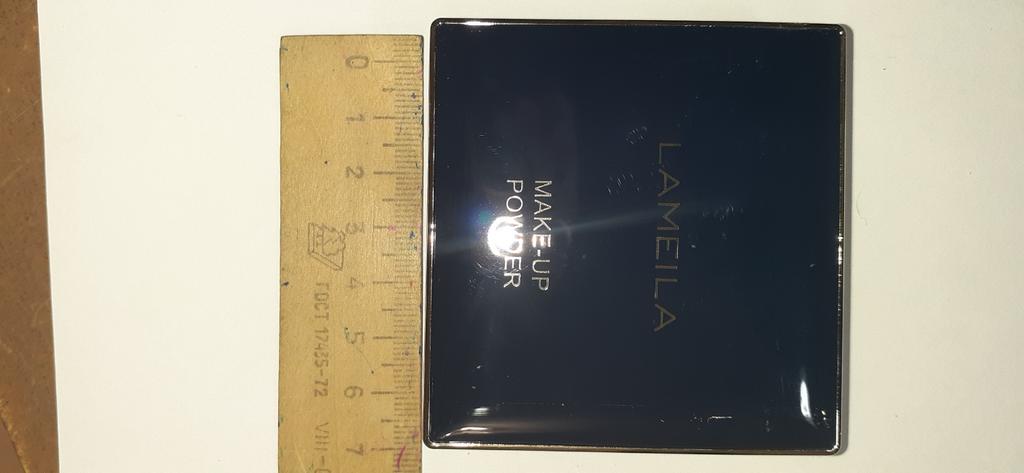 LAMEILA
MAKE-UP
POWDER
0
1
2
3
4
5
6
7
ГОСТ 17435-72